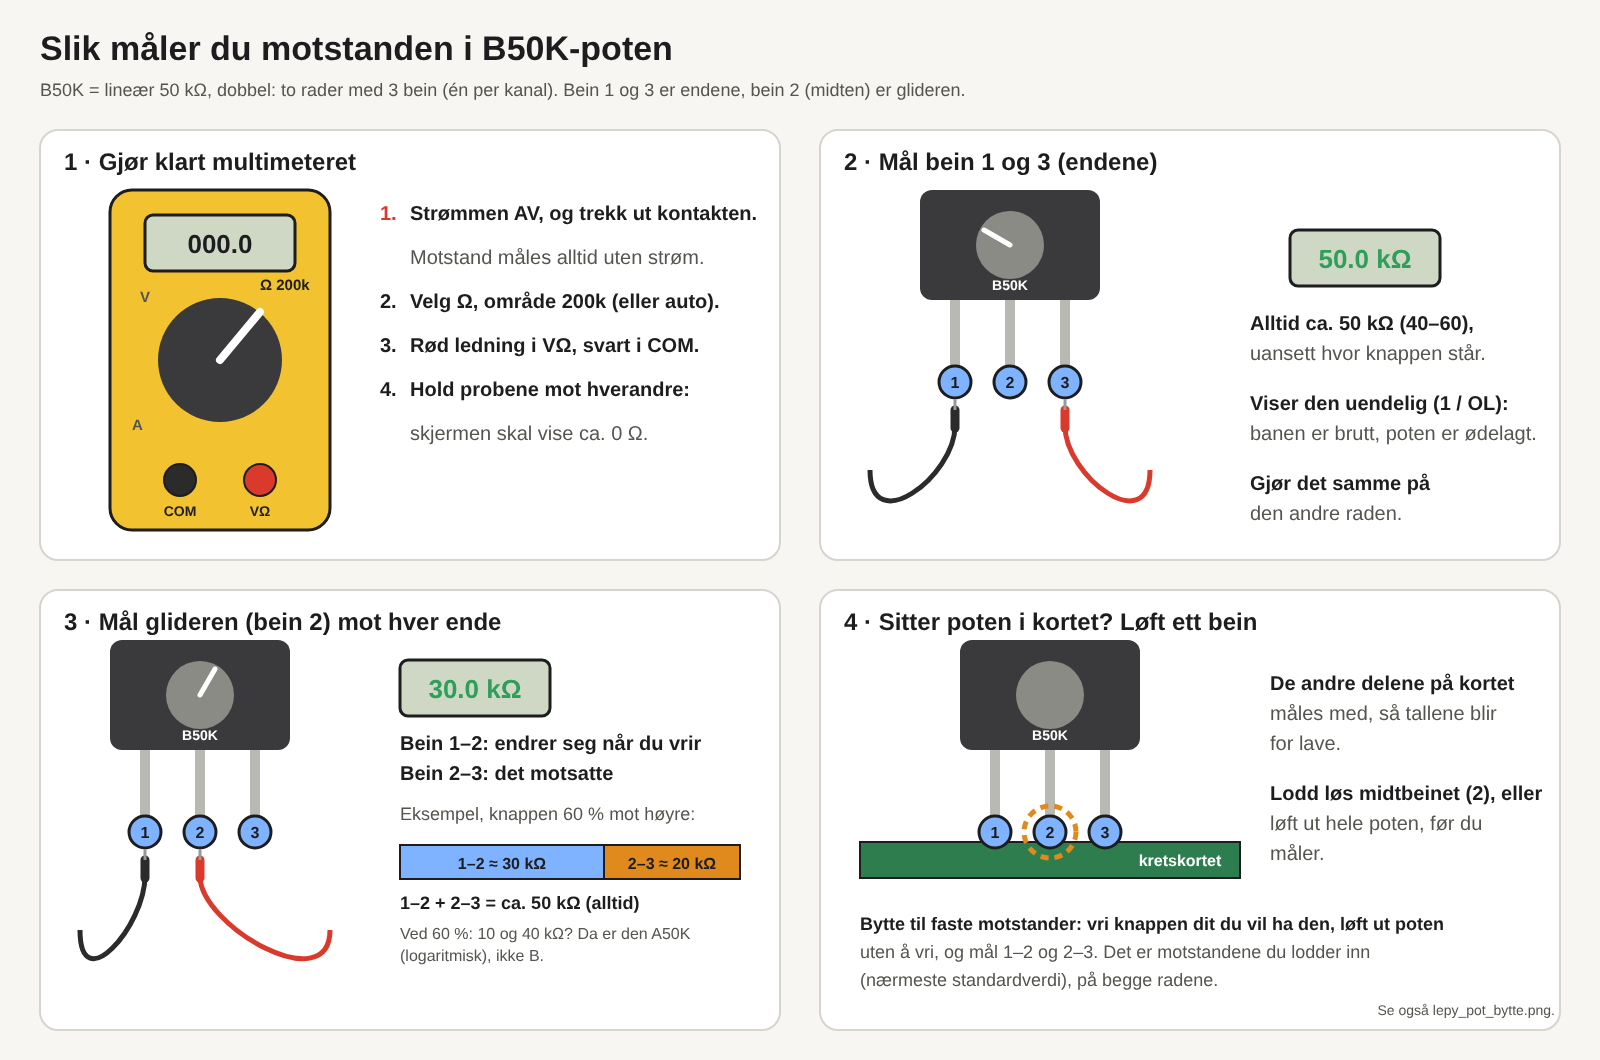 Slik måler du motstanden i B50K-poten
B50K = lineær 50 kΩ, dobbel: to rader med 3 bein (én per kanal). Bein 1 og 3 er endene, bein 2 (midten) er glideren.
1 · Gjør klart multimeteret
000.0
Ω 200k
V
A
COM
VΩ
1. Strømmen AV, og trekk ut kontakten.
Motstand måles alltid uten strøm.
2. Velg Ω, område 200k (eller auto).
3. Rød ledning i VΩ, svart i COM.
4. Hold probene mot hverandre:
skjermen skal vise ca. 0 Ω.
2 · Mål bein 1 og 3 (endene)
B50K
1 2 3
50.0 kΩ
Alltid ca. 50 kΩ (40–60),
uansett hvor knappen står.
Viser den uendelig (1 / OL):
banen er brutt, poten er ødelagt.
Gjør det samme på
den andre raden.
3 · Mål glideren (bein 2) mot hver ende
B50K
1 2 3
30.0 kΩ
Bein 1–2: endrer seg når du vrir
Bein 2–3: det motsatte
Eksempel, knappen 60 % mot høyre:
1–2 ≈ 30 kΩ 2–3 ≈ 20 kΩ
1–2 + 2–3 = ca. 50 kΩ (alltid)
Ved 60 %: 10 og 40 kΩ? Da er den A50K
(logaritmisk), ikke B.
4 · Sitter poten i kortet? Løft ett bein
B50K
1 2 3
kretskortet
De andre delene på kortet
måles med, så tallene blir
for lave.
Lodd løs midtbeinet (2), eller
løft ut hele poten, før du
måler.
Bytte til faste motstander: vri knappen dit du vil ha den, løft ut poten
uten å vri, og mål 1–2 og 2–3. Det er motstandene du lodder inn
(nærmeste standardverdi), på begge radene.
Se også lepy_pot_bytte.png.